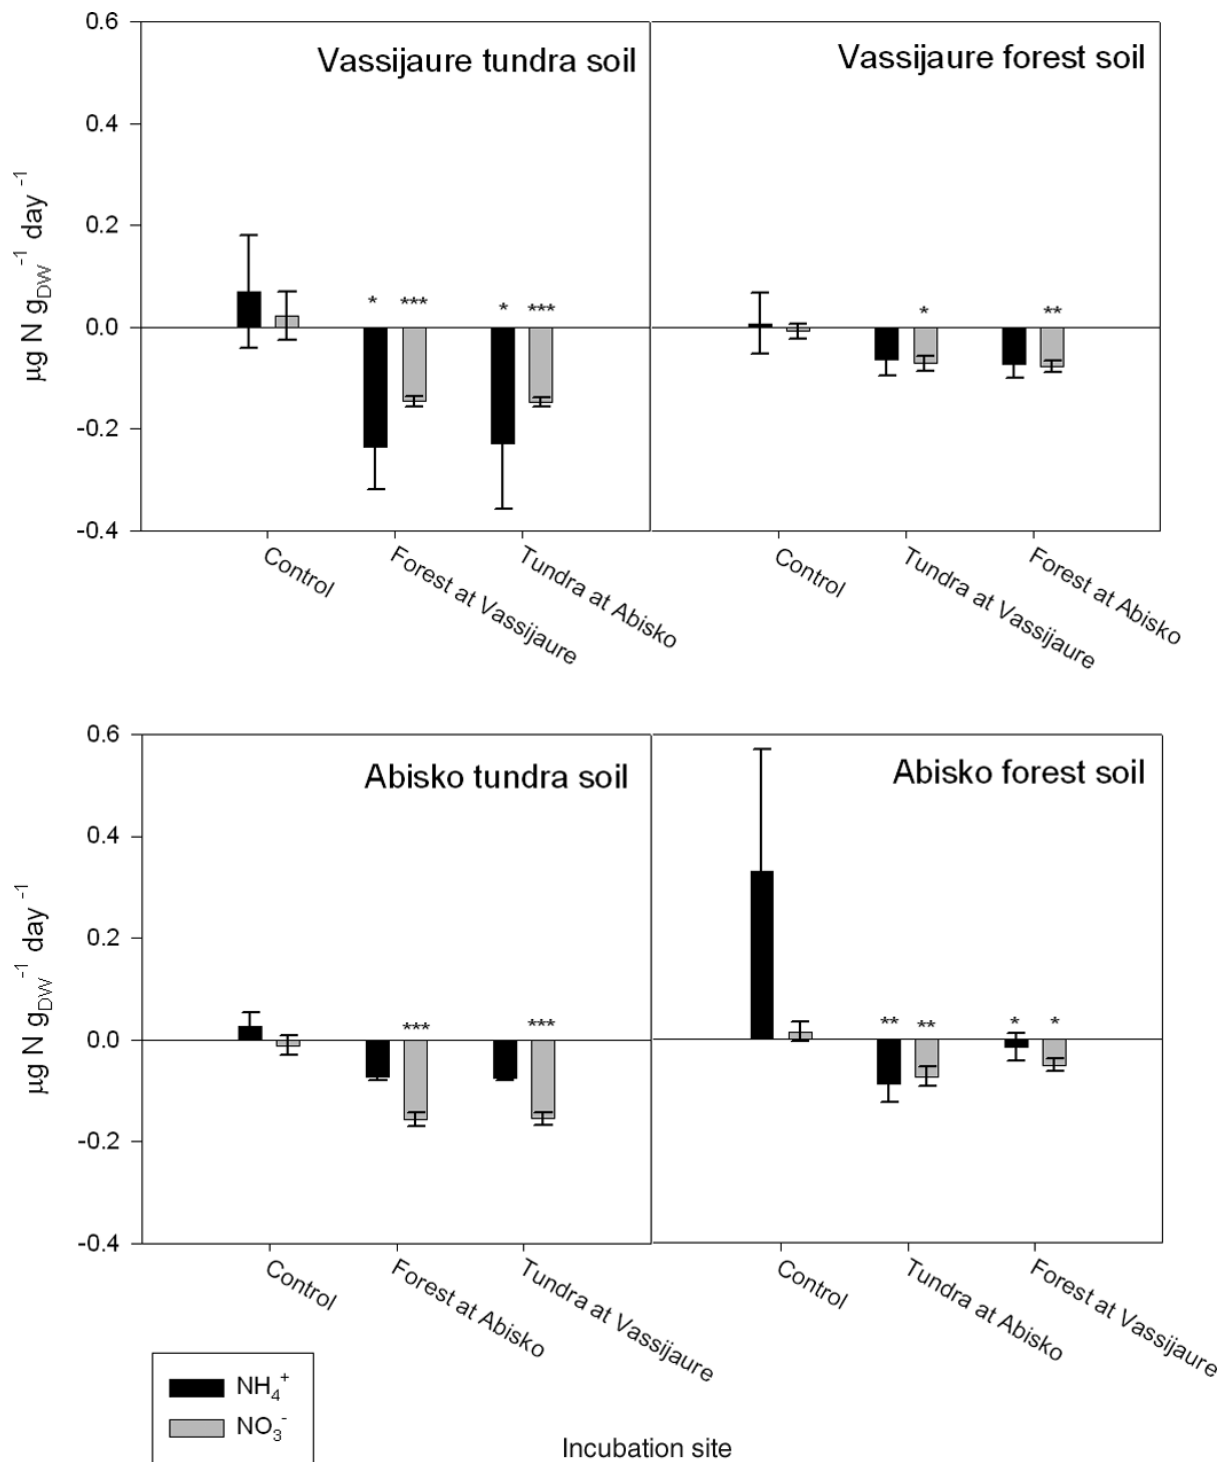 Vassijaure tundra soil
Vassijaure forest soil
0.6
0.4
0.2
0.0
-0.2
-0.4
µg N g_DW^-1 day^-1
* *** * ***
* **
Control
Forest at Vassijaure
Tundra at Abisko
Control
Tundra at Vassijaure
Forest at Abisko
Abisko tundra soil
Abisko forest soil
0.6
0.4
0.2
0.0
-0.2
-0.4
µg N g_DW^-1 day^-1
*** ***
** ** * *
Control
Forest at Abisko
Tundra at Vassijaure
Control
Tundra at Abisko
Forest at Vassijaure
NH₄⁺
NO₃⁻
Incubation site